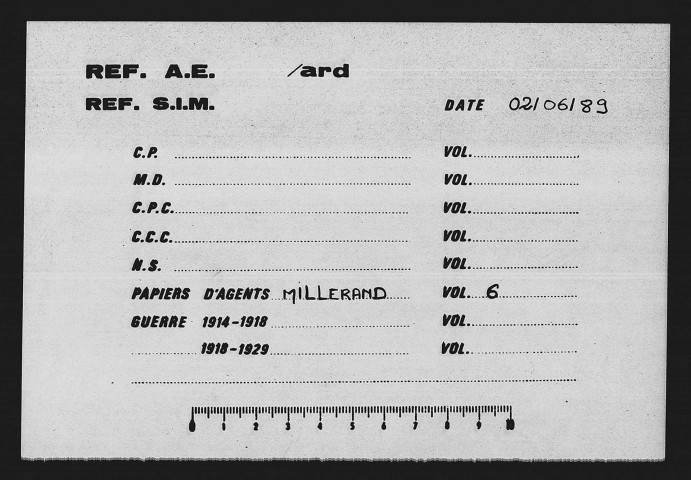 REF. A.E. /ard
REF. S.I.M. DATE 02/06/89
C.P. VOL.
M.D. VOL.
C.P.C. VOL.
C.C.C. VOL.
N.S. VOL.
PAPIERS D'AGENTS MILLERAND VOL. 6
GUERRE 1914-1918 VOL.
1918-1929 VOL.
0 1 2 3 4 5 6 7 8 9 10